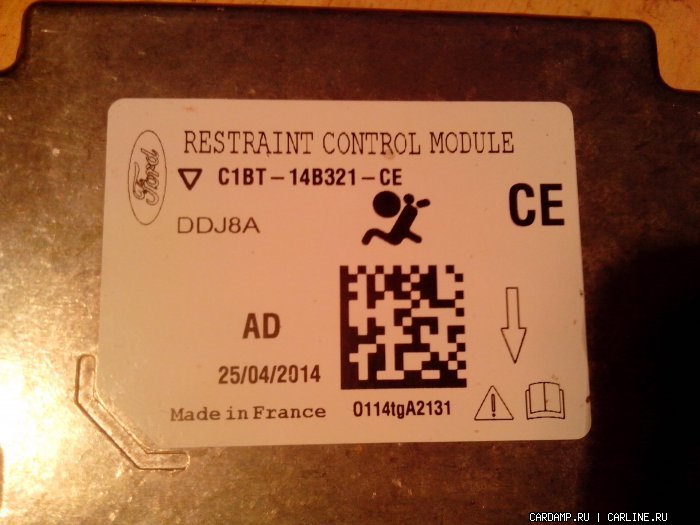 Ford
RESTRAINT CONTROL MODULE
C1BT-14B321-CE
DDJ8A
CE
AD
25/04/2014
Made in France
0114tgA2131
CARDAMP.RU | CARLINE.RU